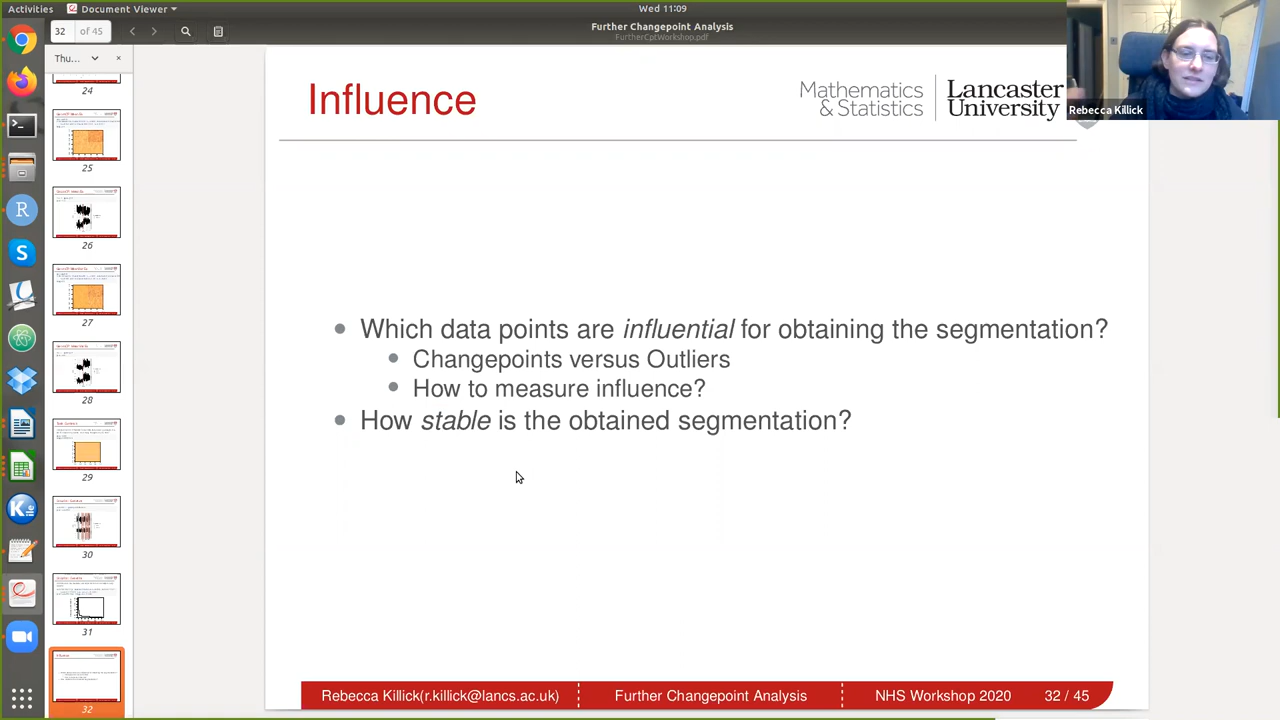 Activities
Document Viewer
Wed 11:09
32
of 45
Further Changepoint Analysis
FurtherCptWorkshop.pdf
Thu...
24
25
26
27
28
29
30
31
32
Influence
Mathematics
& Statistics
Lancaster
University
Rebecca Killick
Which data points are influential for obtaining the segmentation?
Changepoints versus Outliers
How to measure influence?
How stable is the obtained segmentation?
Rebecca Killick(r.killick@lancs.ac.uk)
Further Changepoint Analysis
NHS Workshop 2020
32 / 45